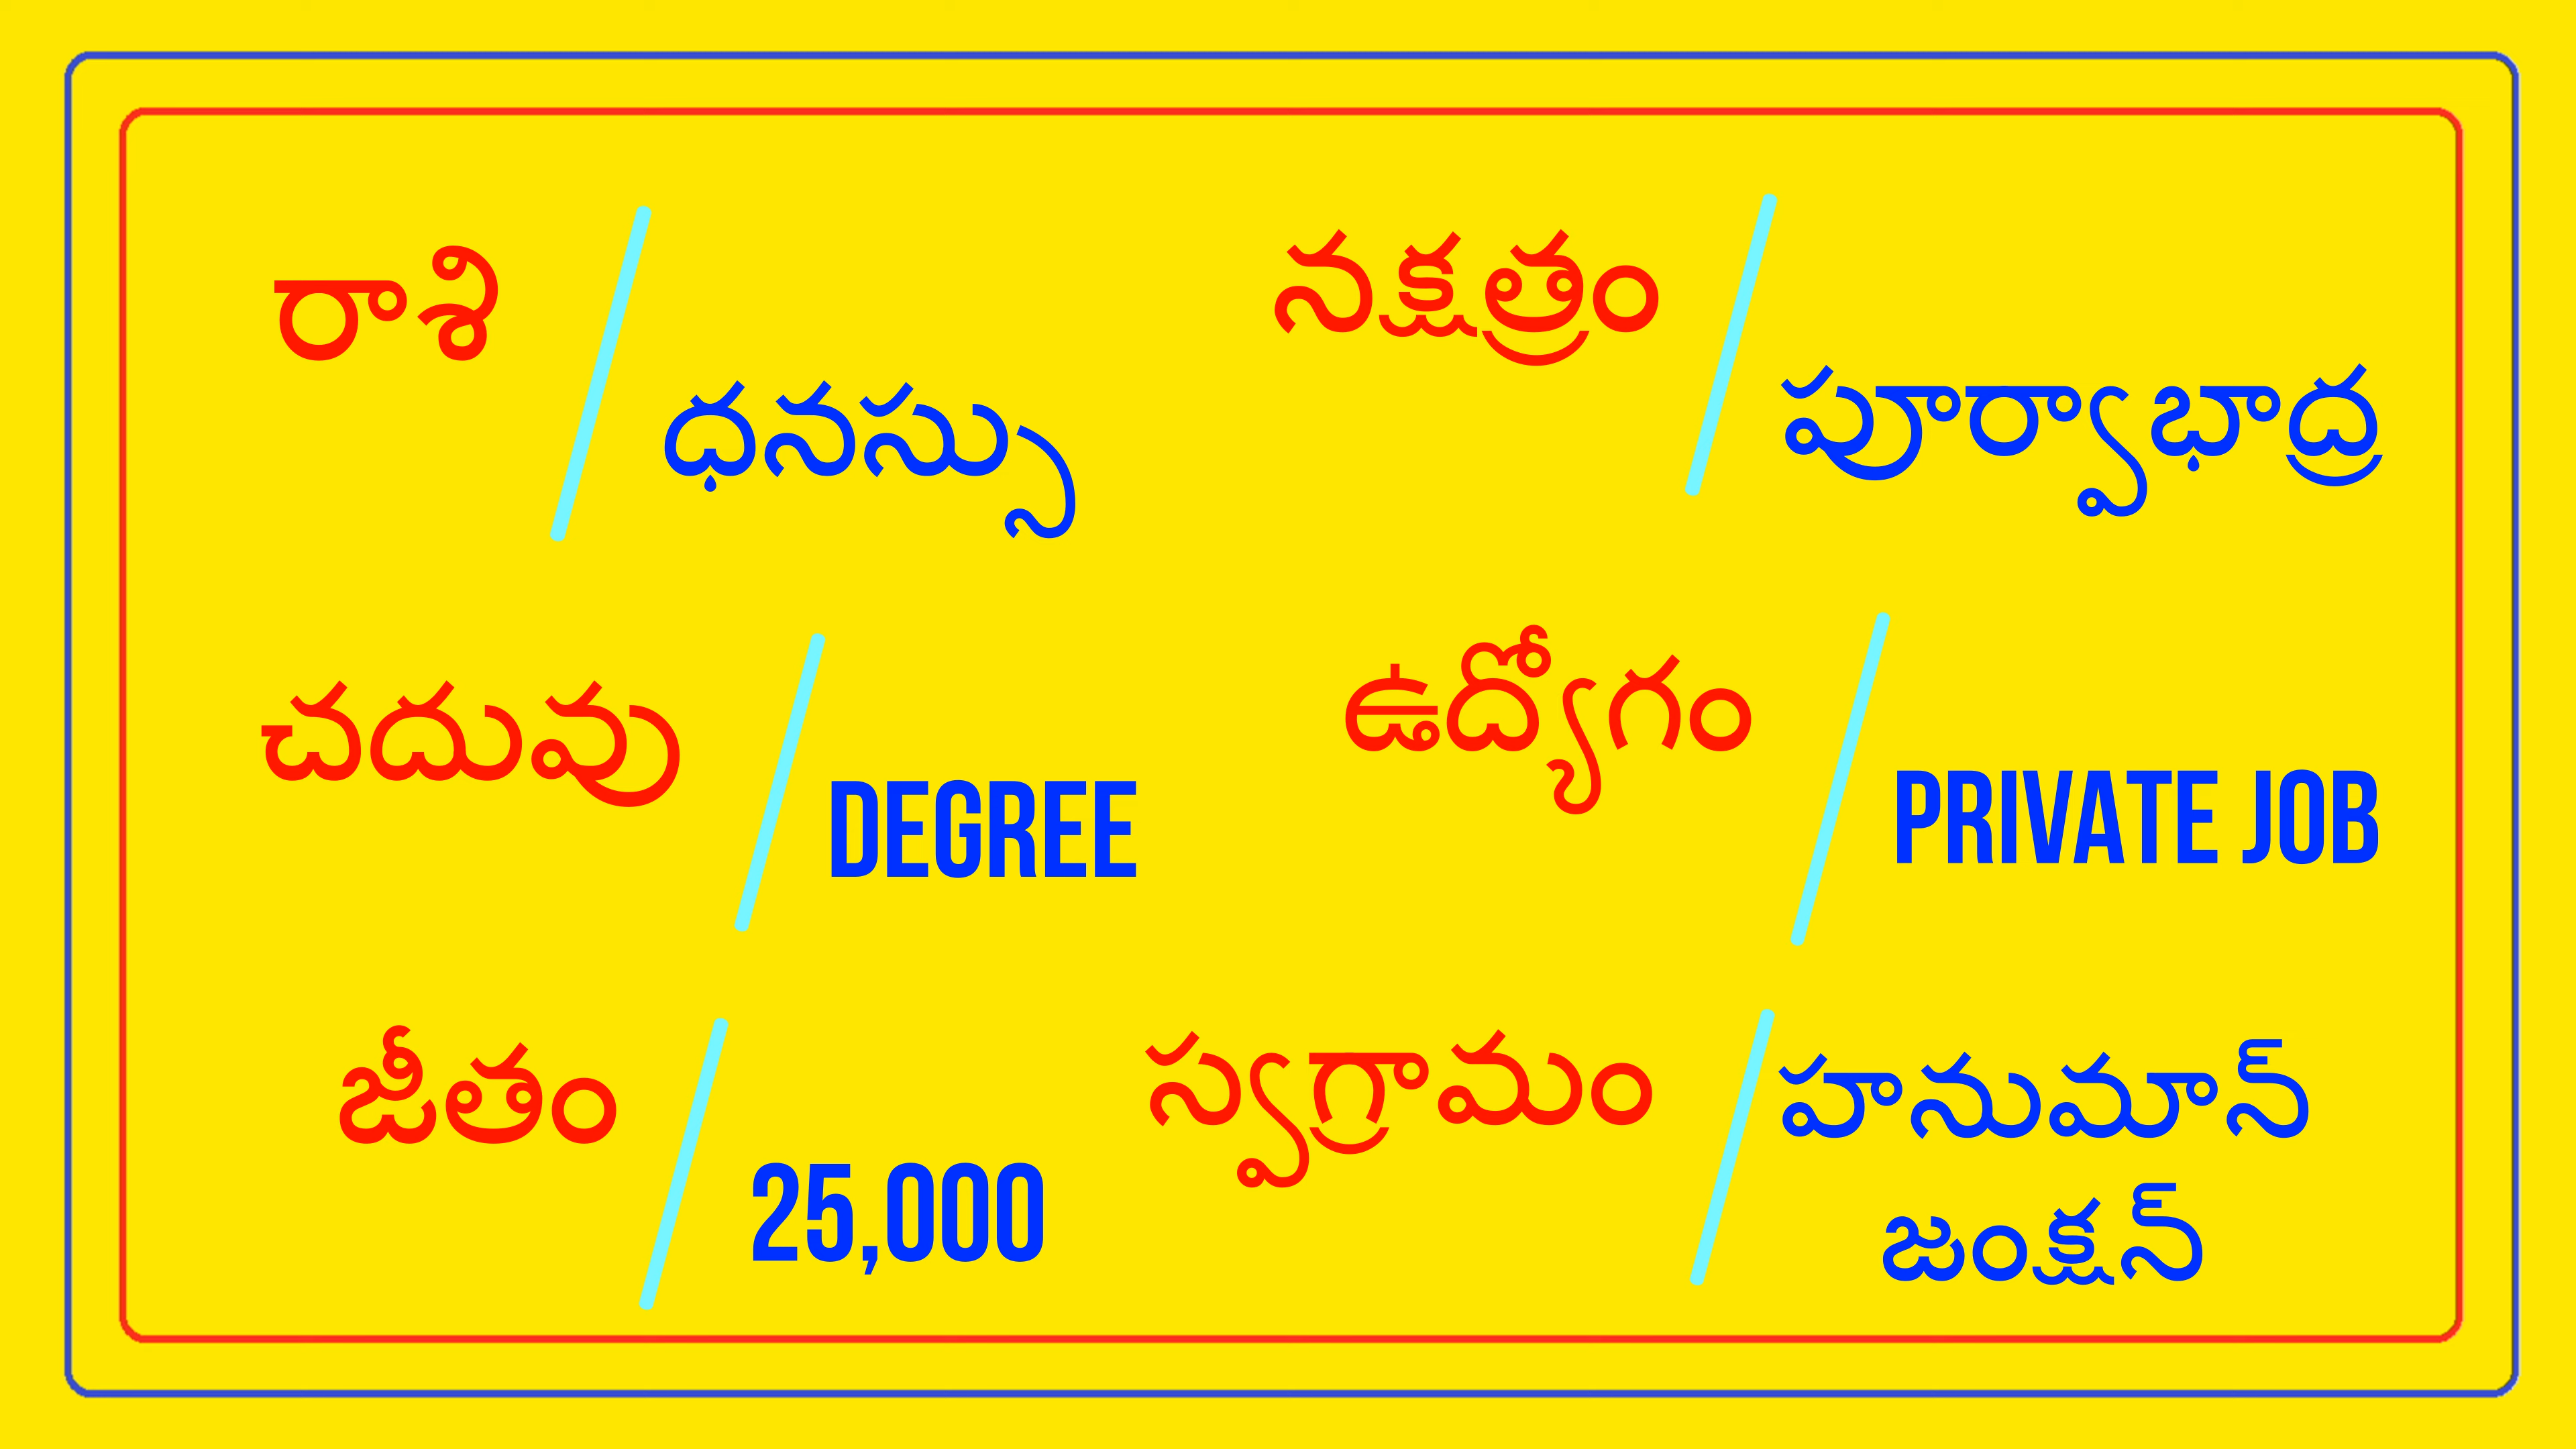 రాశి / ధనస్సు
నక్షత్రం / పూర్వాభాద్ర
చదువు / DEGREE
ఉద్యోగం / PRIVATE JOB
జీతం / 25,000
స్వగ్రామం / హనుమాన్
జంక్షన్